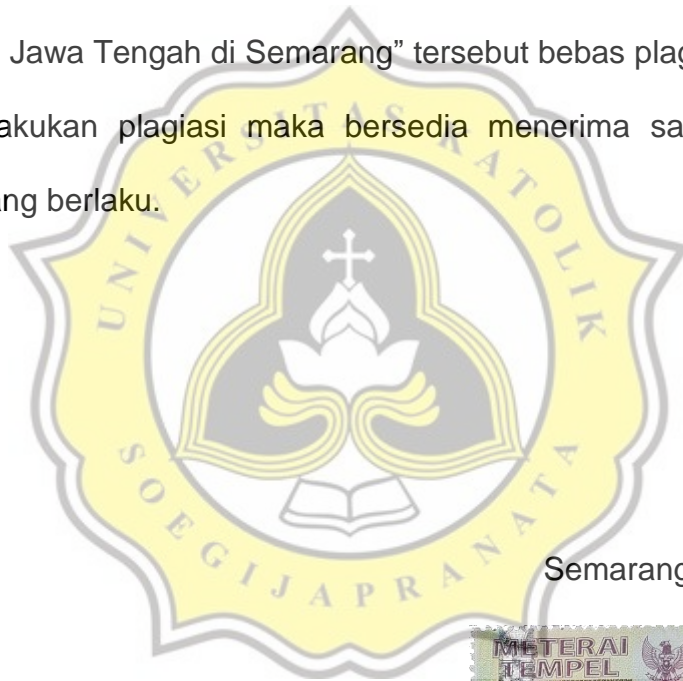 Jawa Tengah di Semarang” tersebut bebas plag
akukan plagiasi maka bersedia menerima sa
ang berlaku.
UNIVERSITAS KATOLIK
SOEGIJAPRANATA
Semarang
METERAI
TEMPEL